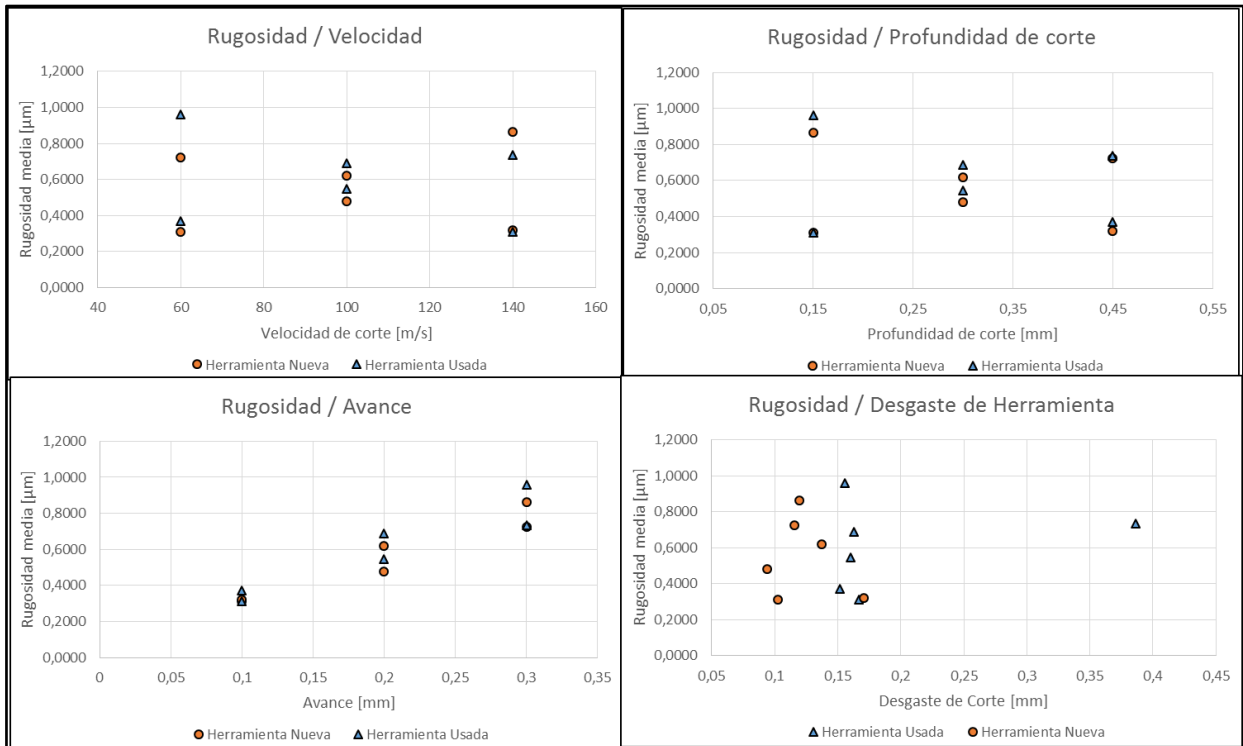 Rugosidad / Velocidad
Rugosidad media [µm]
1,2000
1,0000
0,8000
0,6000
0,4000
0,2000
0,0000
40 60 80 100 120 140 160
Velocidad de corte [m/s]
Herramienta Nueva Herramienta Usada
Rugosidad / Profundidad de corte
Rugosidad media [µm]
1,2000
1,0000
0,8000
0,6000
0,4000
0,2000
0,0000
0,05 0,15 0,25 0,35 0,45 0,55
Profundidad de corte [mm]
Herramienta Nueva Herramienta Usada
Rugosidad / Avance
Rugosidad media [µm]
1,2000
1,0000
0,8000
0,6000
0,4000
0,2000
0,0000
0 0,05 0,1 0,15 0,2 0,25 0,3 0,35
Avance [mm]
Herramienta Nueva Herramienta Usada
Rugosidad / Desgaste de Herramienta
Rugosidad media [µm]
1,2000
1,0000
0,8000
0,6000
0,4000
0,2000
0,0000
0,05 0,1 0,15 0,2 0,25 0,3 0,35 0,4 0,45
Desgaste de Corte [mm]
Herramienta Usada Herramienta Nueva